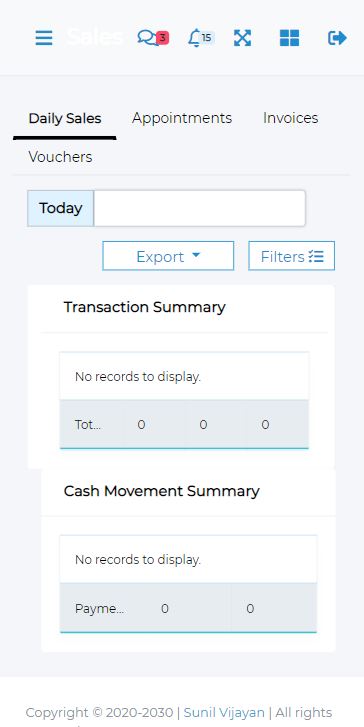 Sales 3 15
Daily Sales Appointments Invoices
Vouchers
Today
Export Filters
Transaction Summary
No records to display.
Tot... 0 0 0
Cash Movement Summary
No records to display.
Payme... 0 0
Copyright © 2020-2030 | Sunil Vijayan | All rights